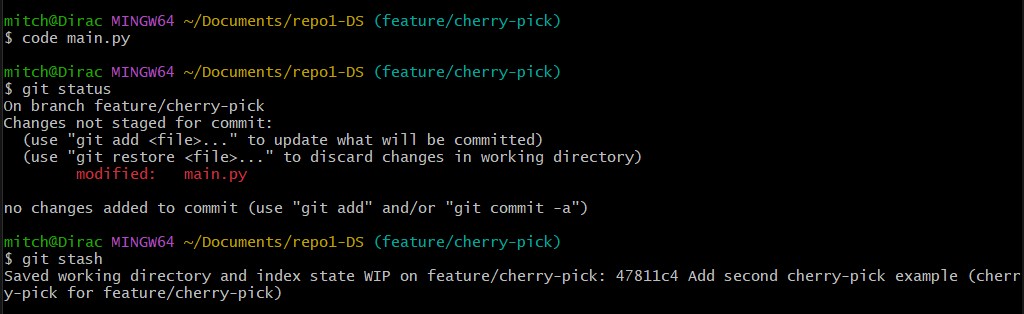 mitch@Dirac MINGW64 ~/Documents/repo1-DS (feature/cherry-pick)
$ code main.py
mitch@Dirac MINGW64 ~/Documents/repo1-DS (feature/cherry-pick)
$ git status
On branch feature/cherry-pick
Changes not staged for commit:
  (use "git add <file>..." to update what will be committed)
  (use "git restore <file>..." to discard changes in working directory)
        modified:   main.py
no changes added to commit (use "git add" and/or "git commit -a")
mitch@Dirac MINGW64 ~/Documents/repo1-DS (feature/cherry-pick)
$ git stash
Saved working directory and index state WIP on feature/cherry-pick: 47811c4 Add second cherry-pick example (cherr
y-pick for feature/cherry-pick)